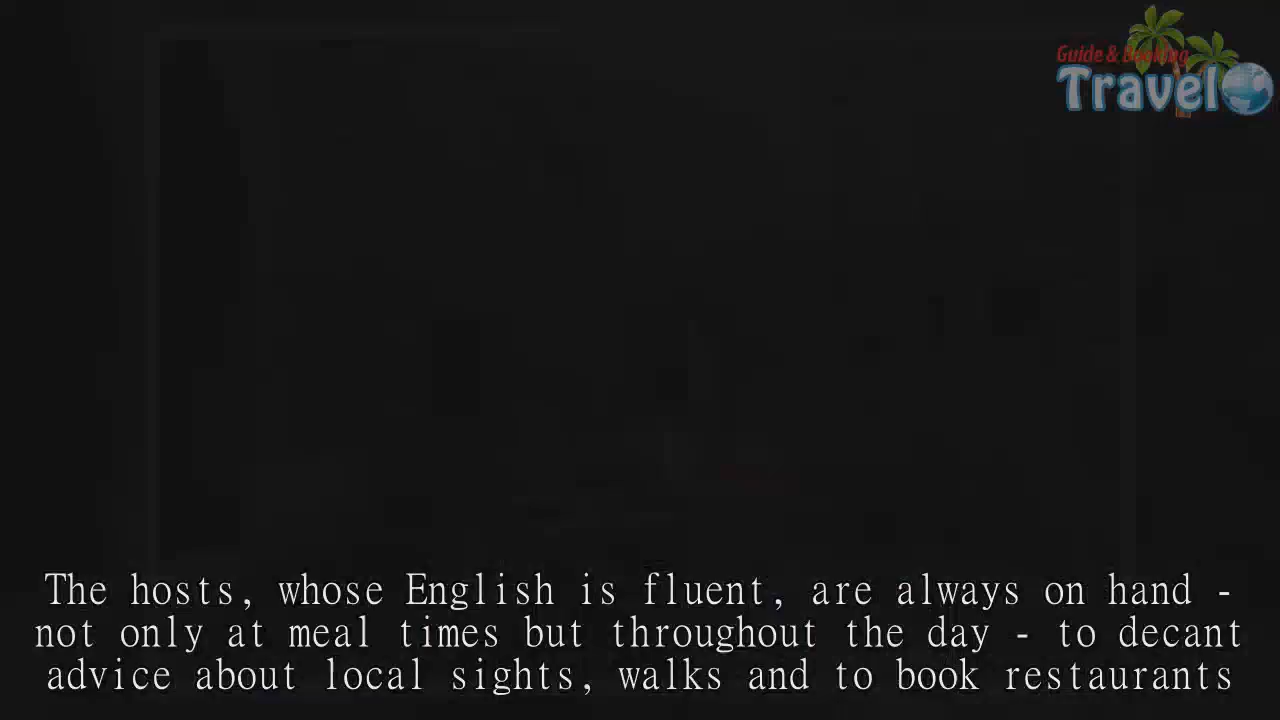 Guide & Booking
Travel
The hosts, whose English is fluent, are always on hand -
not only at meal times but throughout the day - to decant
advice about local sights, walks and to book restaurants